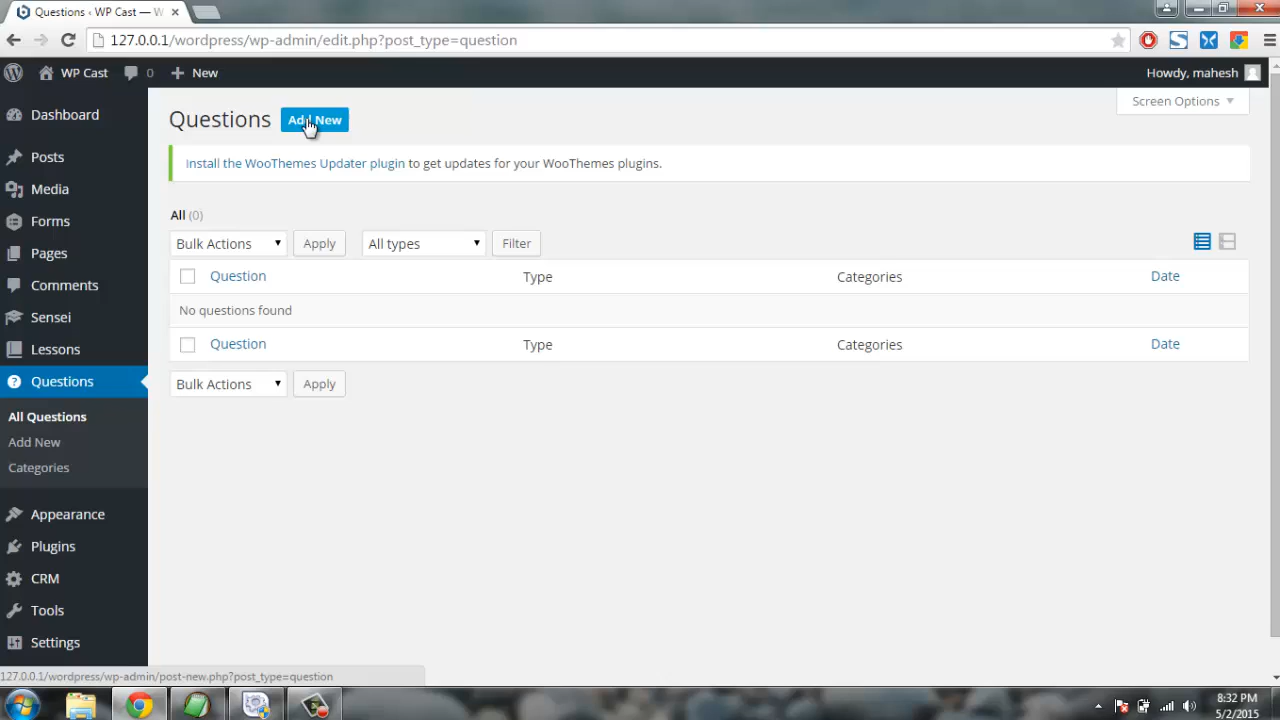 Questions ‹ WP Cast — W
127.0.0.1/wordpress/wp-admin/edit.php?post_type=question
WP Cast 0 New Howdy, mahesh
Dashboard
Posts
Media
Forms
Pages
Comments
Sensei
Lessons
Questions
All Questions
Add New
Categories
Appearance
Plugins
CRM
Tools
Settings
Questions Add New
Screen Options
Install the WooThemes Updater plugin to get updates for your WooThemes plugins.
All (0)
Bulk Actions Apply All types Filter
Question Type Categories Date
No questions found
Question Type Categories Date
Bulk Actions Apply
127.0.0.1/wordpress/wp-admin/post-new.php?post_type=question
8:32 PM
5/2/2015